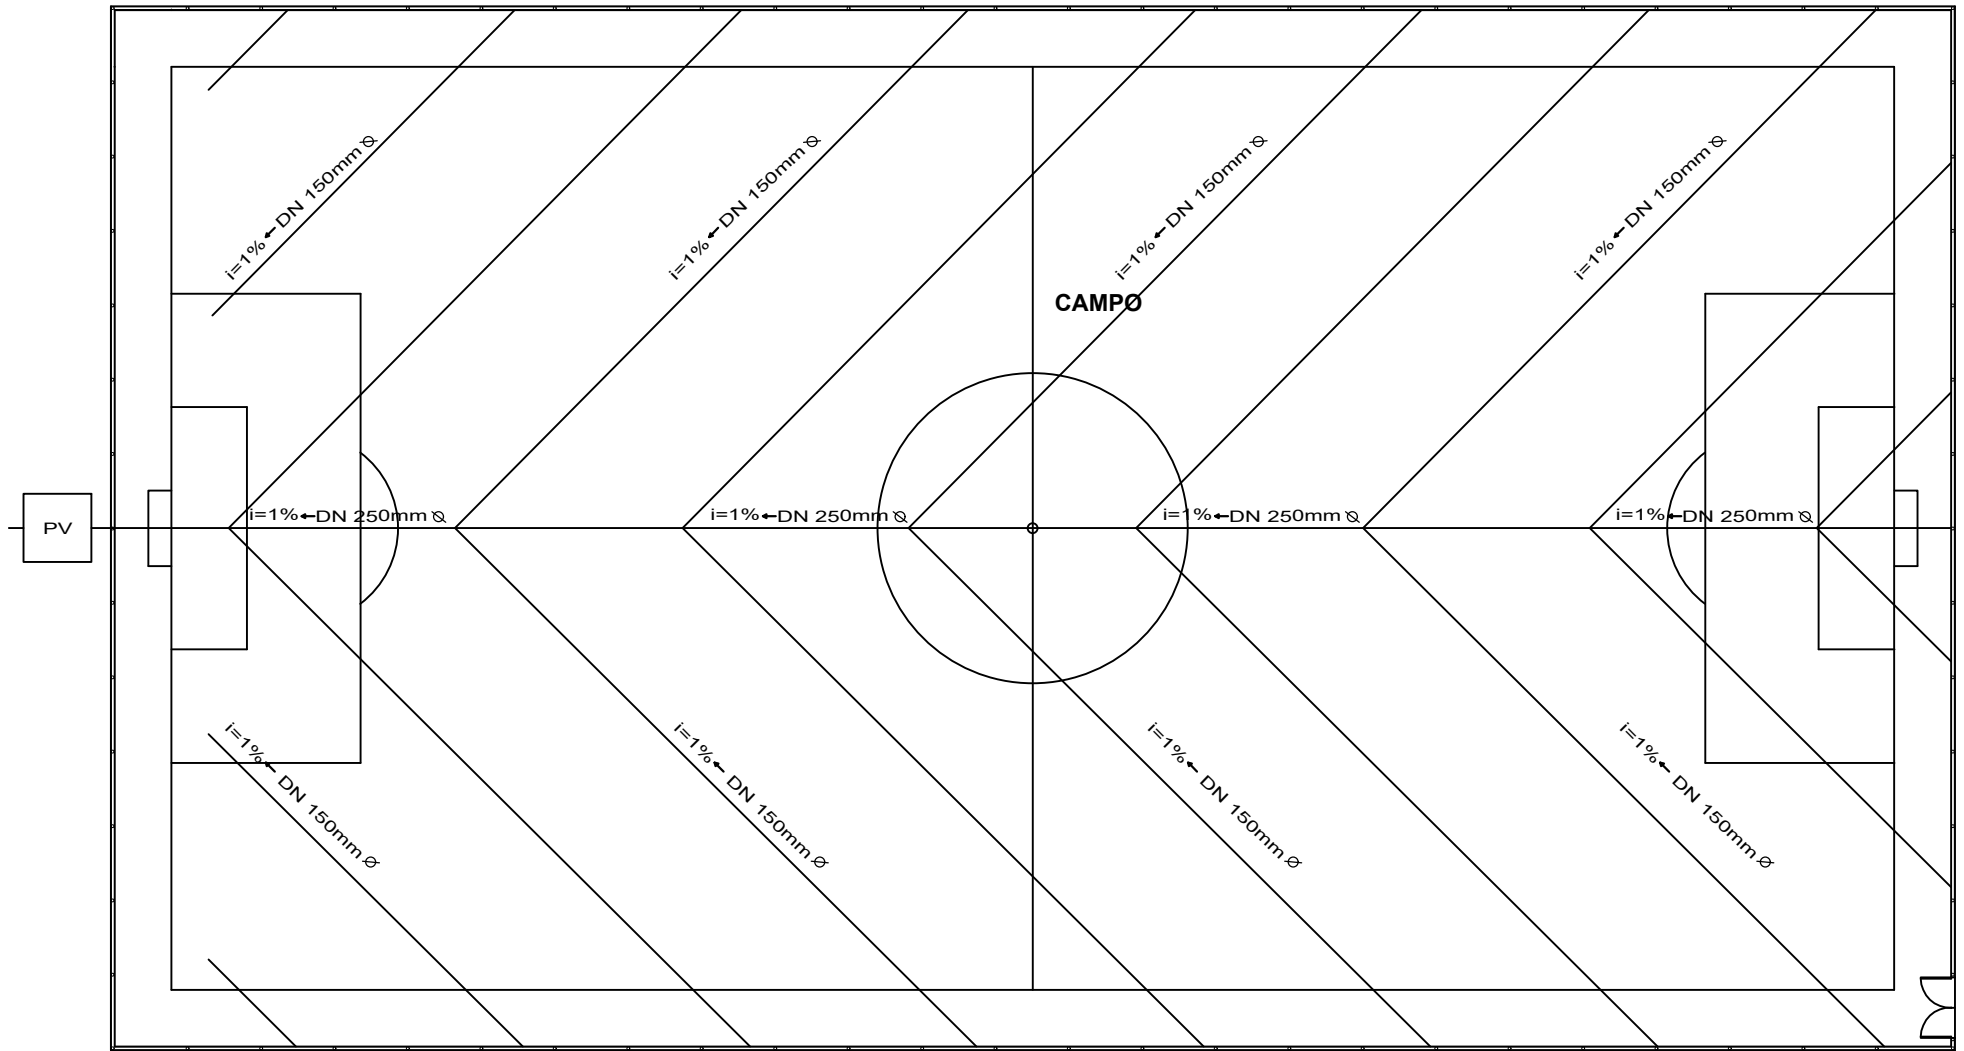 i=1% ← DN 150mm ∅
i=1% ← DN 150mm ∅
i=1% ← DN 150mm ∅
i=1% ← DN 150mm ∅
CAMPO
PV
i=1%←DN 250mm ∅
i=1%←DN 250mm ∅
i=1%←DN 250mm ∅
i=1%←DN 250mm ∅
i=1% ← DN 150mm ∅
i=1% ← DN 150mm ∅
i=1% ← DN 150mm ∅
i=1% ← DN 150mm ∅